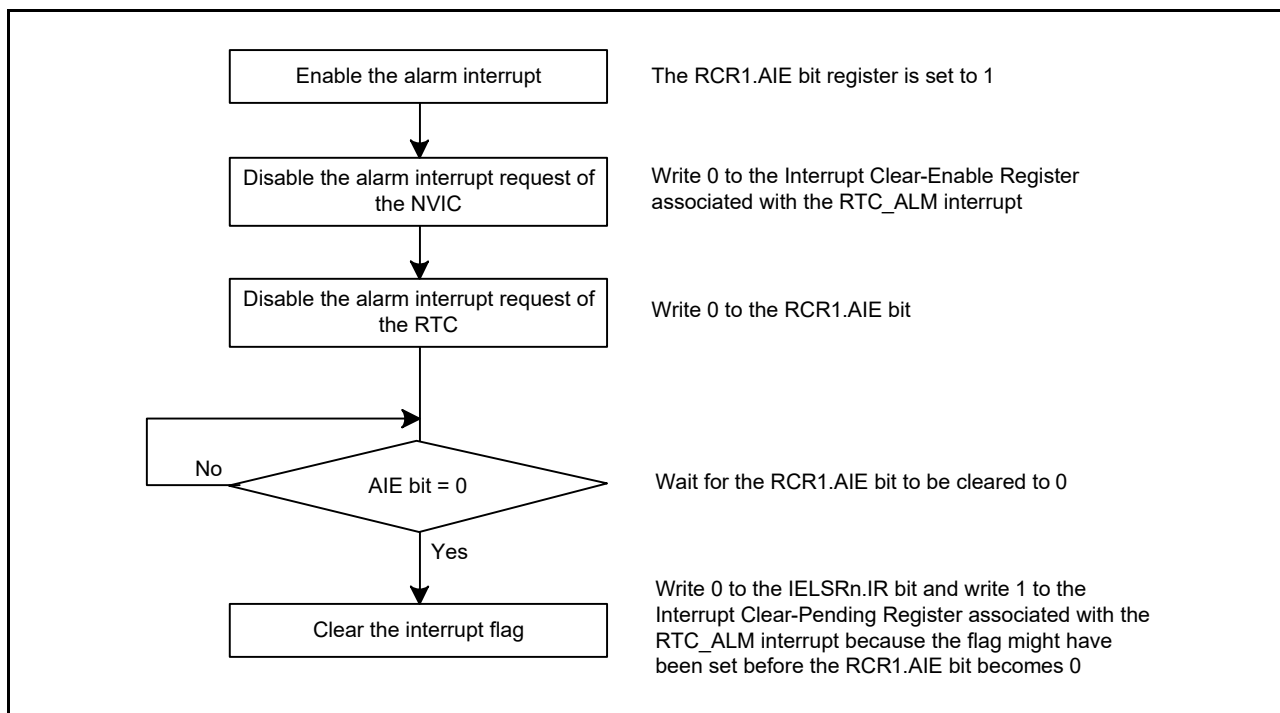 Enable the alarm interrupt
The RCR1.AIE bit register is set to 1
Disable the alarm interrupt request of
the NVIC
Write 0 to the Interrupt Clear-Enable Register
associated with the RTC_ALM interrupt
Disable the alarm interrupt request of
the RTC
Write 0 to the RCR1.AIE bit
No
AIE bit = 0
Wait for the RCR1.AIE bit to be cleared to 0
Yes
Clear the interrupt flag
Write 0 to the IELSRn.IR bit and write 1 to the
Interrupt Clear-Pending Register associated with the
RTC_ALM interrupt because the flag might have
been set before the RCR1.AIE bit becomes 0